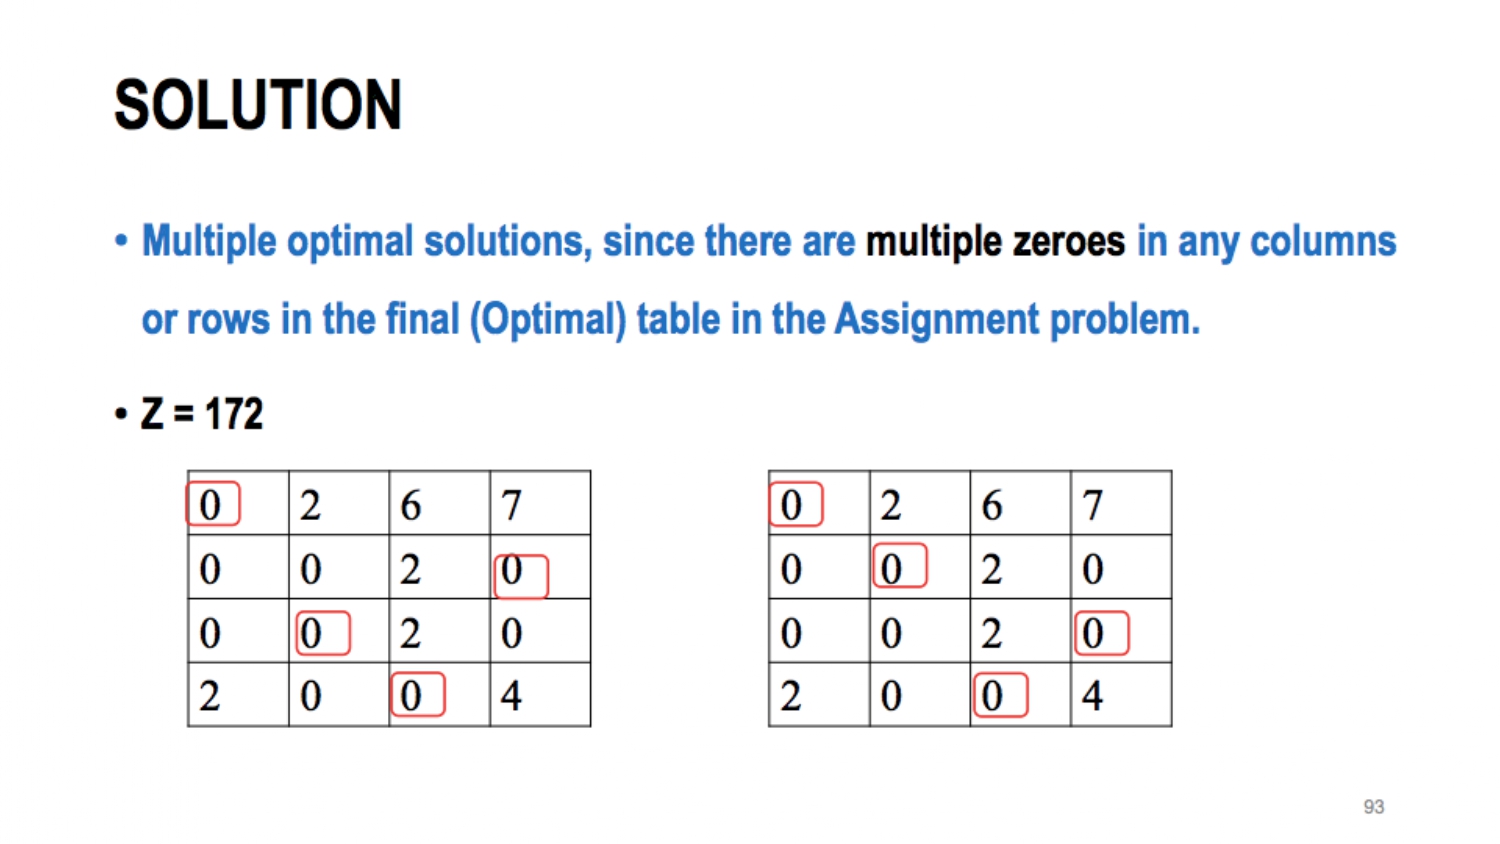 SOLUTION
• Multiple optimal solutions, since there are multiple zeroes in any columns
or rows in the final (Optimal) table in the Assignment problem.
• Z = 172
0 2 6 7
0 0 2 0
0 0 2 0
2 0 0 4
0 2 6 7
0 0 2 0
0 0 2 0
2 0 0 4
93